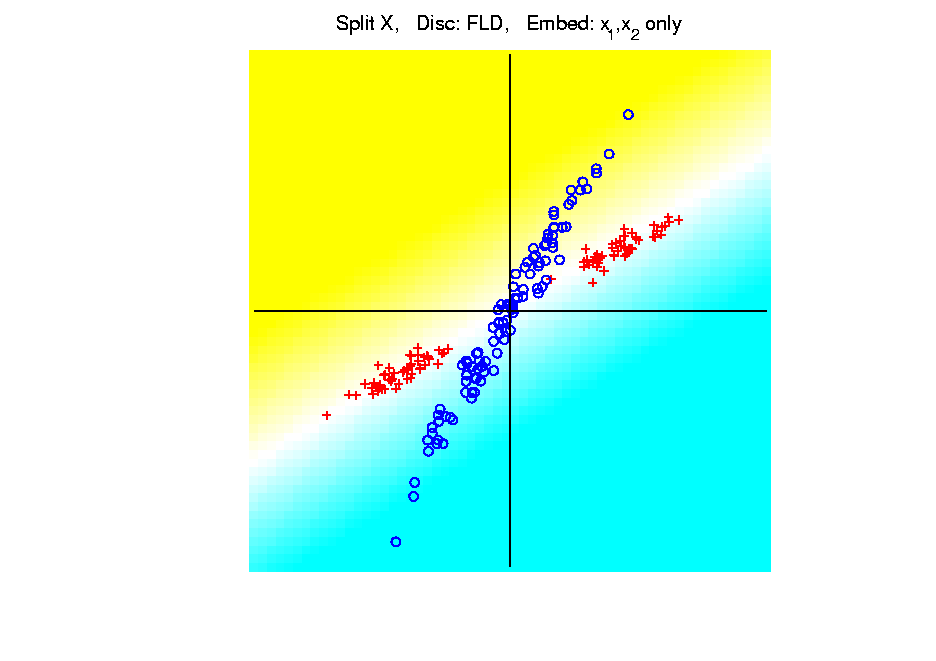 Split X,   Disc: FLD,   Embed: x₁,x₂ only